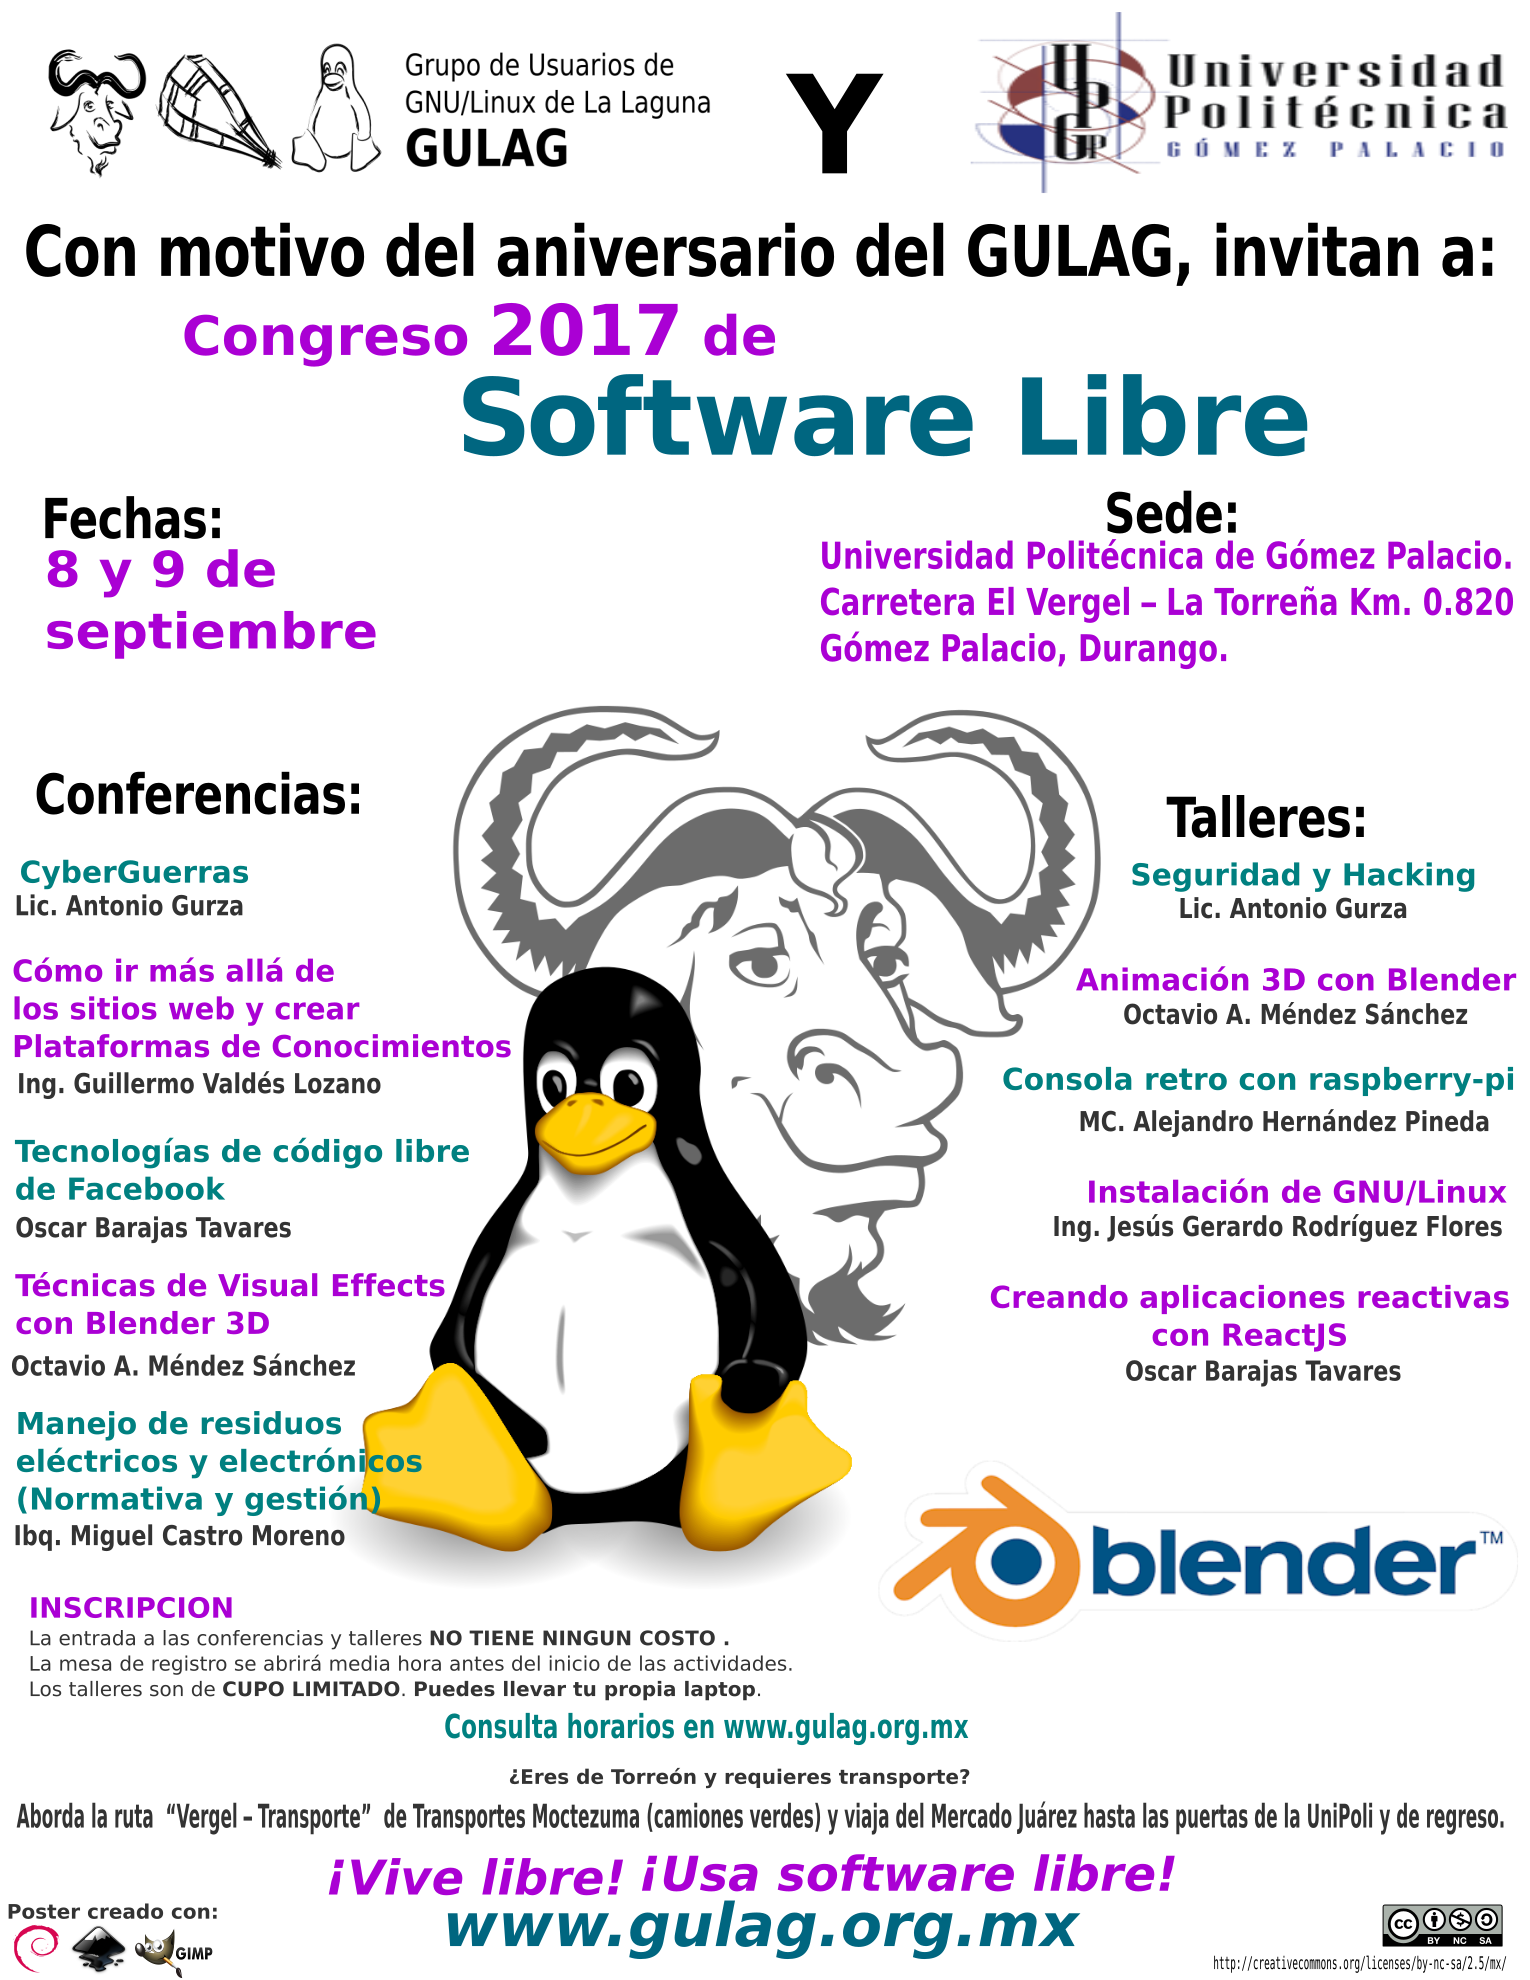 Grupo de Usuarios de
GNU/Linux de La Laguna
GULAG
Y
UPGP
Universidad
Politécnica
GÓMEZ PALACIO
Con motivo del aniversario del GULAG, invitan a:
Congreso 2017 de
Software Libre
Fechas:
8 y 9 de
septiembre
Sede:
Universidad Politécnica de Gómez Palacio.
Carretera El Vergel – La Torreña Km. 0.820
Gómez Palacio, Durango.
Conferencias:
CyberGuerras
Lic. Antonio Gurza
Cómo ir más allá de
los sitios web y crear
Plataformas de Conocimientos
Ing. Guillermo Valdés Lozano
Tecnologías de código libre
de Facebook
Oscar Barajas Tavares
Técnicas de Visual Effects
con Blender 3D
Octavio A. Méndez Sánchez
Manejo de residuos
eléctricos y electrónicos
(Normativa y gestión)
Ibq. Miguel Castro Moreno
Talleres:
Seguridad y Hacking
Lic. Antonio Gurza
Animación 3D con Blender
Octavio A. Méndez Sánchez
Consola retro con raspberry-pi
MC. Alejandro Hernández Pineda
Instalación de GNU/Linux
Ing. Jesús Gerardo Rodríguez Flores
Creando aplicaciones reactivas
con ReactJS
Oscar Barajas Tavares
blender™
INSCRIPCION
La entrada a las conferencias y talleres NO TIENE NINGUN COSTO .
La mesa de registro se abrirá media hora antes del inicio de las actividades.
Los talleres son de CUPO LIMITADO. Puedes llevar tu propia laptop.
Consulta horarios en www.gulag.org.mx
¿Eres de Torreón y requieres transporte?
Aborda la ruta “Vergel – Transporte” de Transportes Moctezuma (camiones verdes) y viaja del Mercado Juárez hasta las puertas de la UniPoli y de regreso.
¡Vive libre! ¡Usa software libre!
www.gulag.org.mx
Poster creado con:
GIMP
cc
BY NC SA
http://creativecommons.org/licenses/by-nc-sa/2.5/mx/